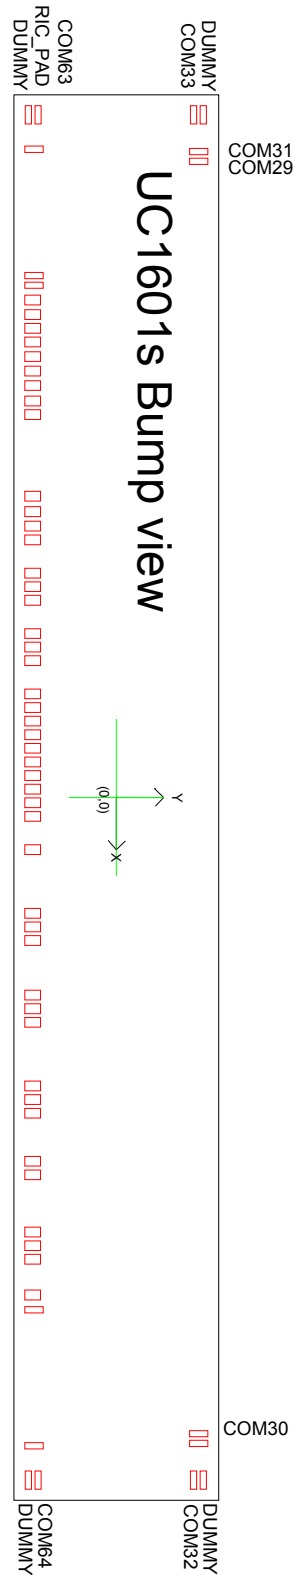 COM63
RIC_PAD
DUMMY
DUMMY
COM33
COM31
COM29
UC1601s Bump view
Y
(0,0)
X
COM30
COM64
DUMMY
DUMMY
COM32